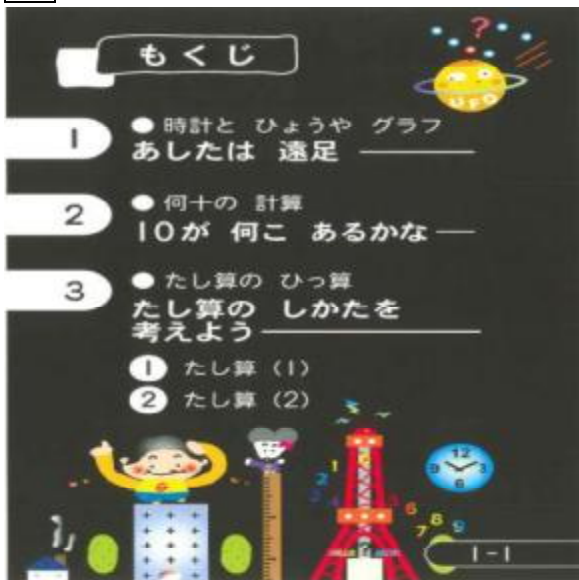 もくじ
?
UFO
1
●時計と ひょうや グラフ
あしたは 遠足
2
●何十の 計算
10が 何こ あるかな
3
●たし算の ひっ算
たし算の しかたを
考えよう
① たし算 (1)
② たし算 (2)
12
9 3
6
1
2
6
7 8 9
1-1